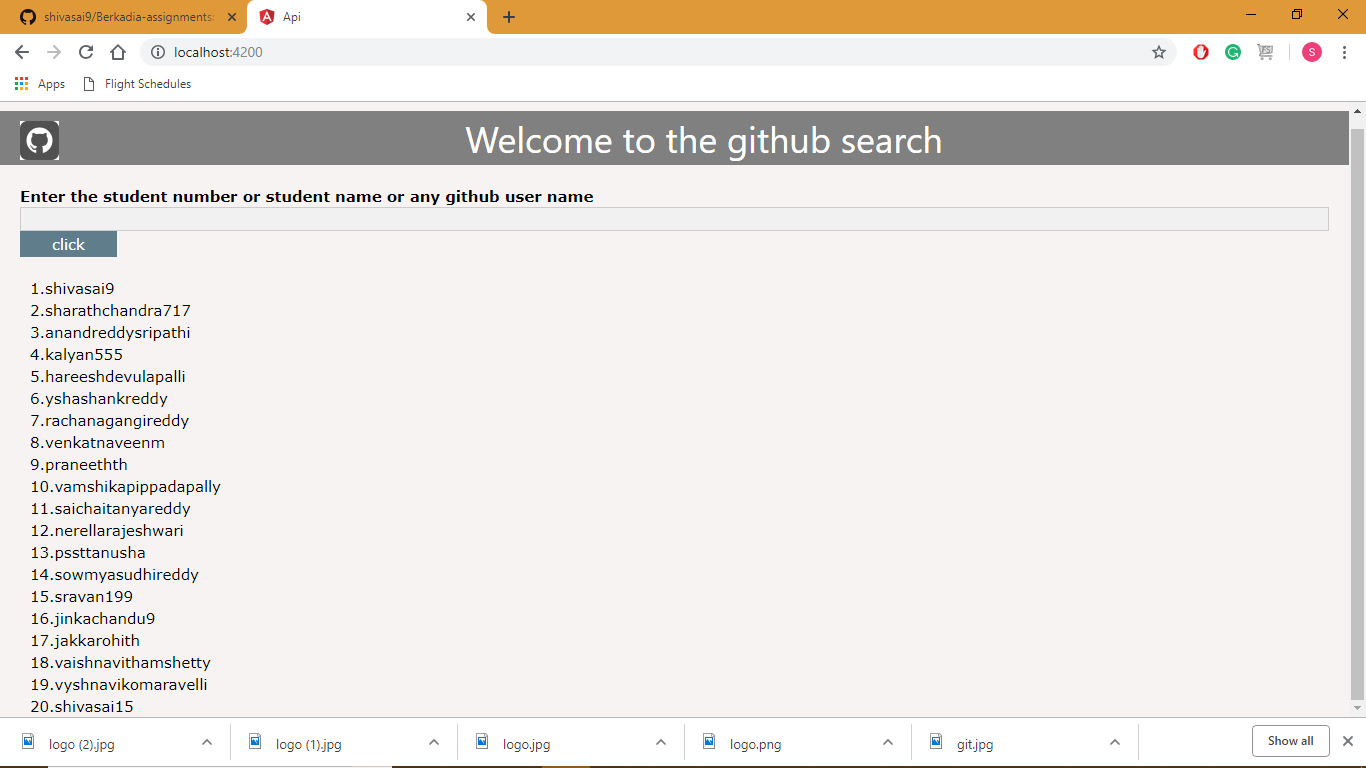 shivasai9/Berkadia-assignments:
Api
localhost:4200
S
Apps
Flight Schedules
Welcome to the github search
Enter the student number or student name or any github user name
click
1.shivasai9
2.sharathchandra717
3.anandreddysripathi
4.kalyan555
5.hareeshdevulapalli
6.yshashankreddy
7.rachanagangireddy
8.venkatnaveenm
9.praneethth
10.vamshikapippadapally
11.saichaitanyareddy
12.nerellarajeshwari
13.pssttanusha
14.sowmyasudhireddy
15.sravan199
16.jinkachandu9
17.jakkarohith
18.vaishnavithamshetty
19.vyshnavikomaravelli
20.shivasai15
logo (2).jpg
logo (1).jpg
logo.jpg
logo.png
git.jpg
Show all